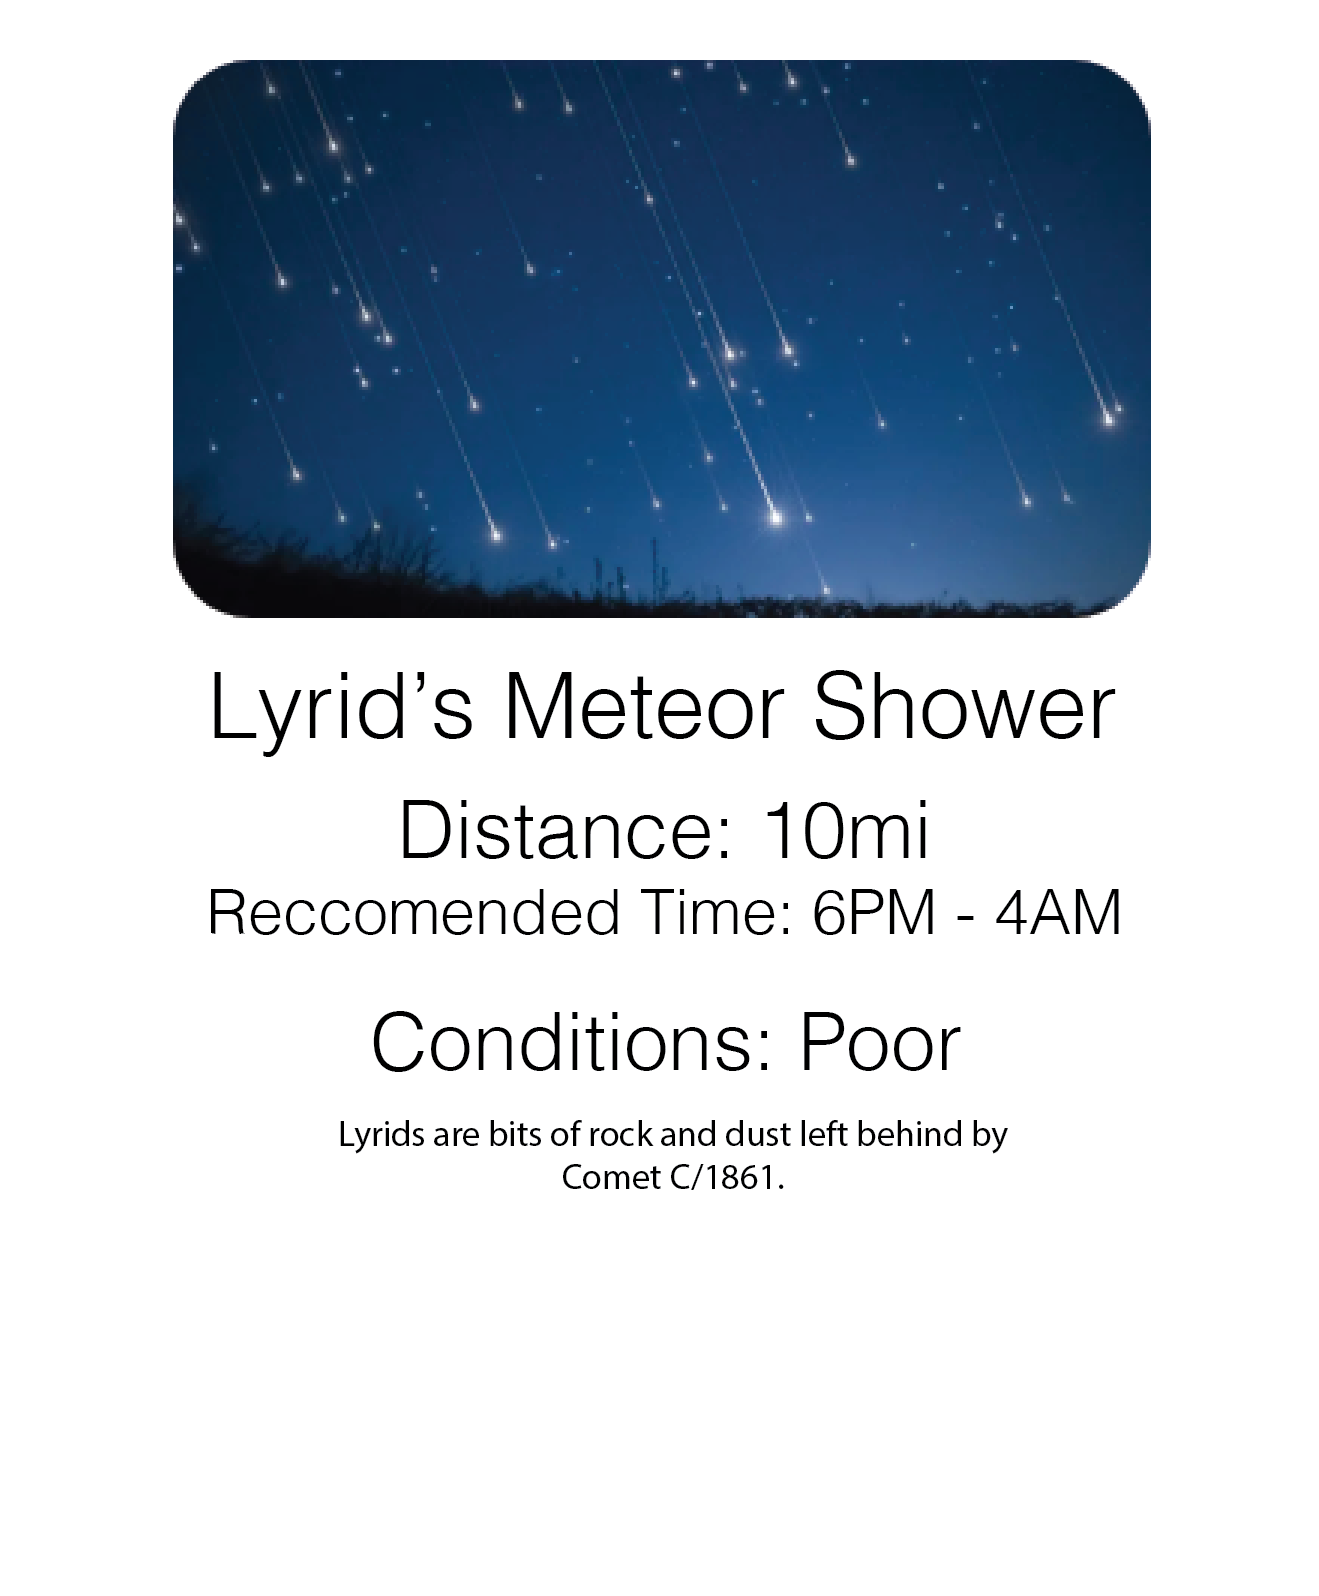 Lyrid’s Meteor Shower
Distance: 10mi
Reccomended Time: 6PM - 4AM
Conditions: Poor
Lyrids are bits of rock and dust left behind by
Comet C/1861.